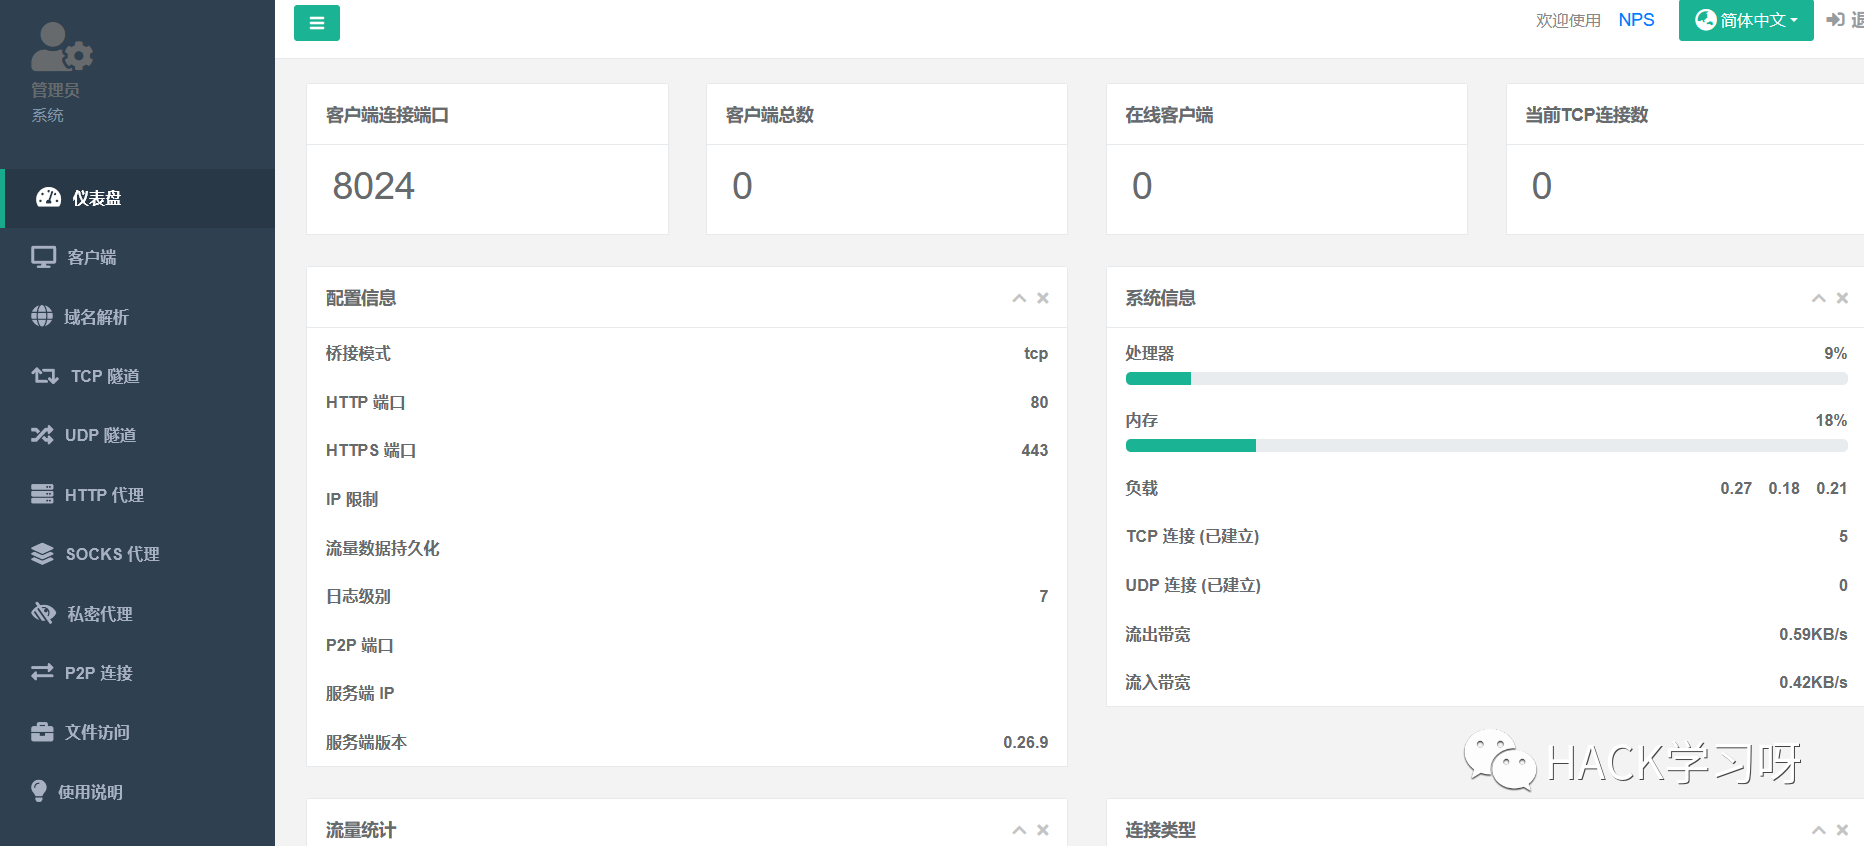 欢迎使用 NPS 简体中文
管理员
系统
仪表盘
客户端
域名解析
TCP 隧道
UDP 隧道
HTTP 代理
SOCKS 代理
私密代理
P2P 连接
文件访问
使用说明
客户端连接端口
8024
客户端总数
0
在线客户端
0
当前TCP连接数
0
配置信息
桥接模式 tcp
HTTP 端口 80
HTTPS 端口 443
IP 限制
流量数据持久化
日志级别 7
P2P 端口
服务端 IP
服务端版本 0.26.9
系统信息
处理器 9%
内存 18%
负载 0.27 0.18 0.21
TCP 连接 (已建立) 5
UDP 连接 (已建立) 0
流出带宽 0.59KB/s
流入带宽 0.42KB/s
HACK学习呀
流量统计
连接类型